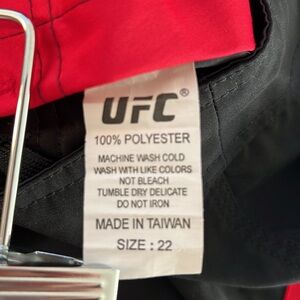 UFC®
100% POLYESTER
MACHINE WASH COLD
WASH WITH LIKE COLORS
NOT BLEACH
TUMBLE DRY DELICATE
DO NOT IRON
MADE IN TAIWAN
SIZE : 22